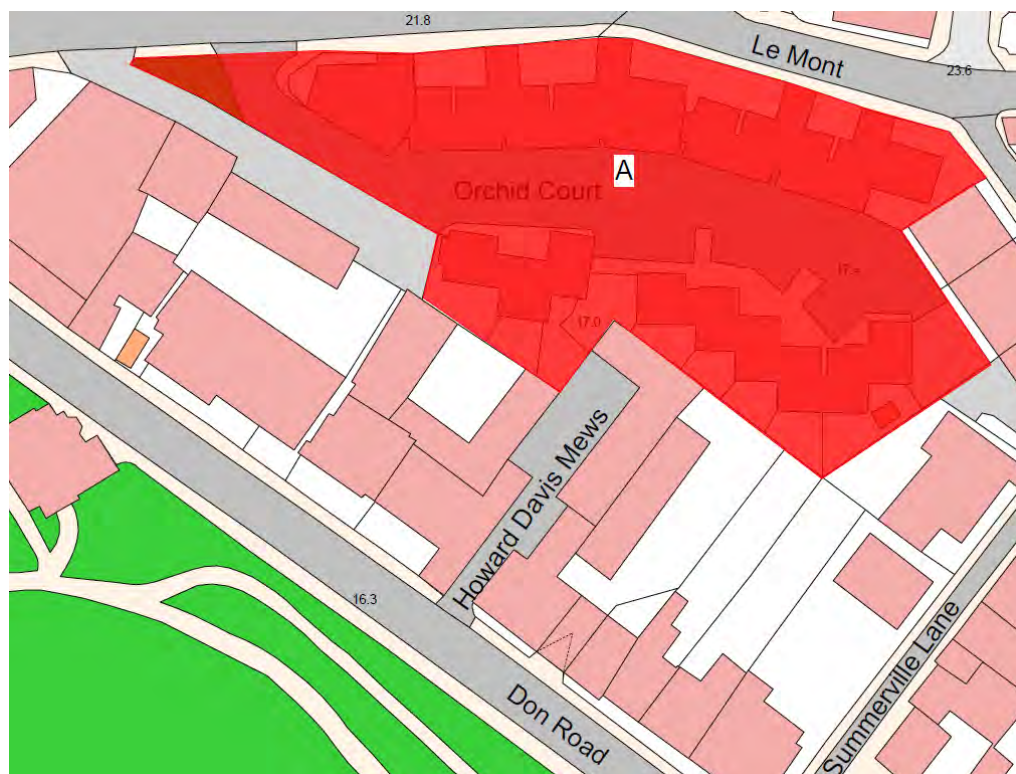 21.8
Le Mont
23.6
A
Orchid Court
17.0
Howard Davis Mews
16.3
Don Road
Summerville Lane